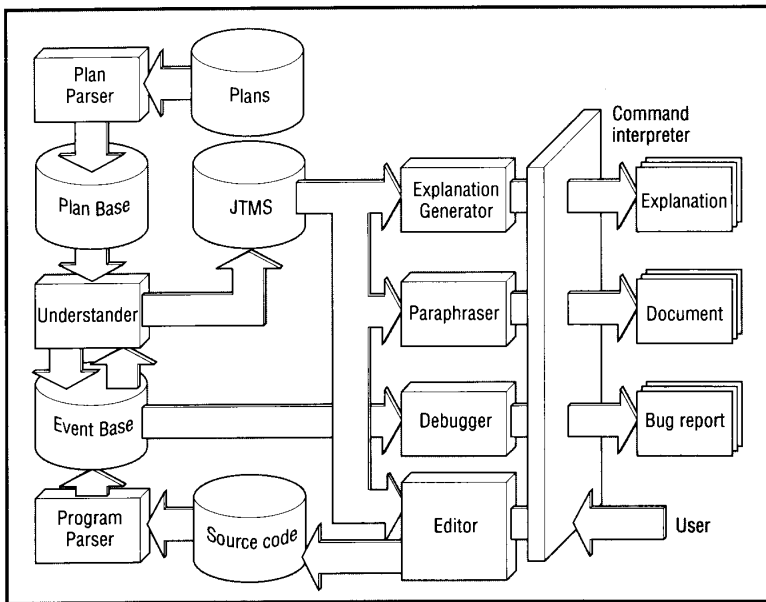 Plan
Parser
Plans
Command
interpreter
Plan Base
JTMS
Explanation
Generator
Explanation
Understander
Paraphraser
Document
Event Base
Debugger
Bug report
Program
Parser
Source code
Editor
User